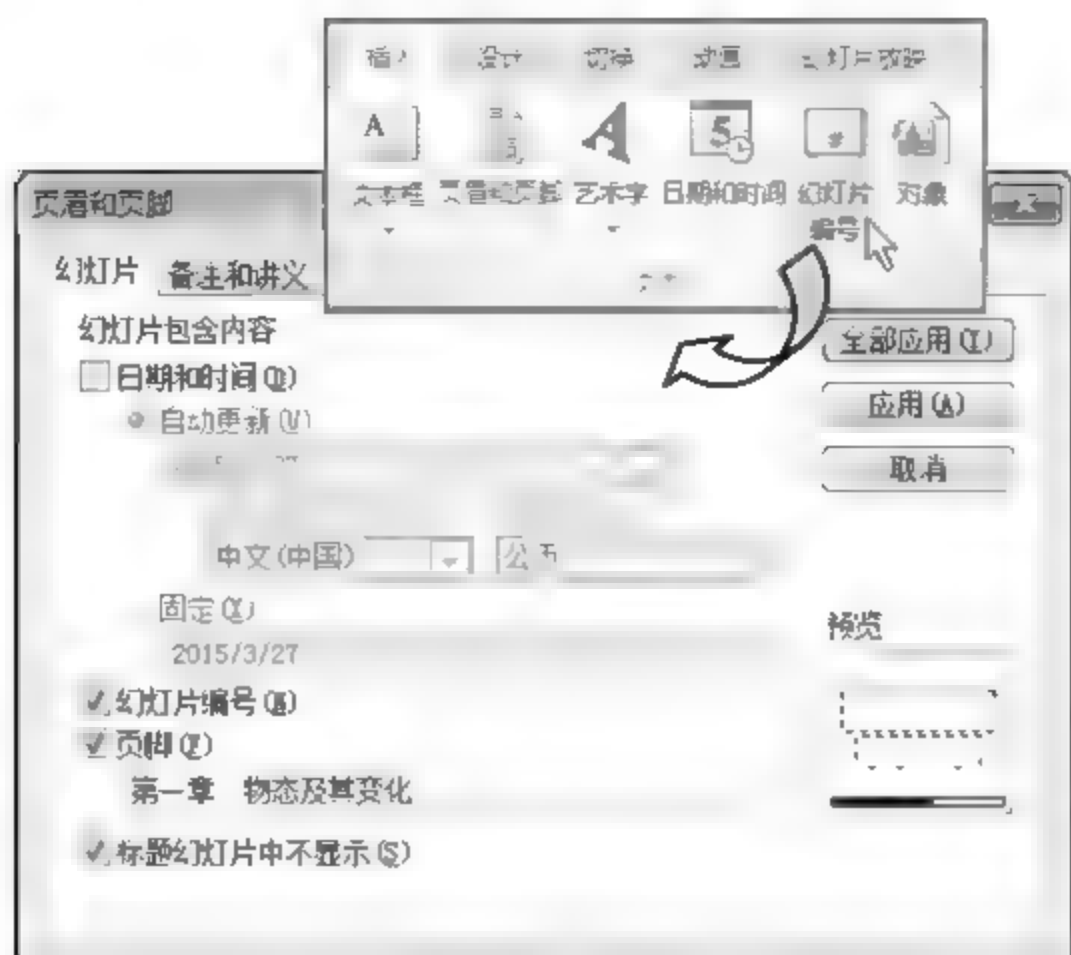 插入 设计 切换 动画 幻灯片放映
A 5 #
文本框 页眉和页脚 艺术字 日期和时间 幻灯片编号 对象
页眉和页脚
幻灯片 备注和讲义
幻灯片包含内容
全部应用(T)
日期和时间(D)
应用(A)
自动更新(U)
取消
中文(中国) 公历
固定(X)
预览
2015/3/27
幻灯片编号(N)
页脚(F)
第一章 物态及其变化
标题幻灯片中不显示(S)